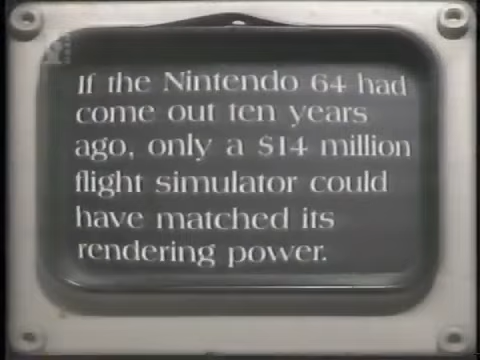 If the Nintendo 64 had
come out ten years
ago, only a $14 million
flight simulator could
have matched its
rendering power.